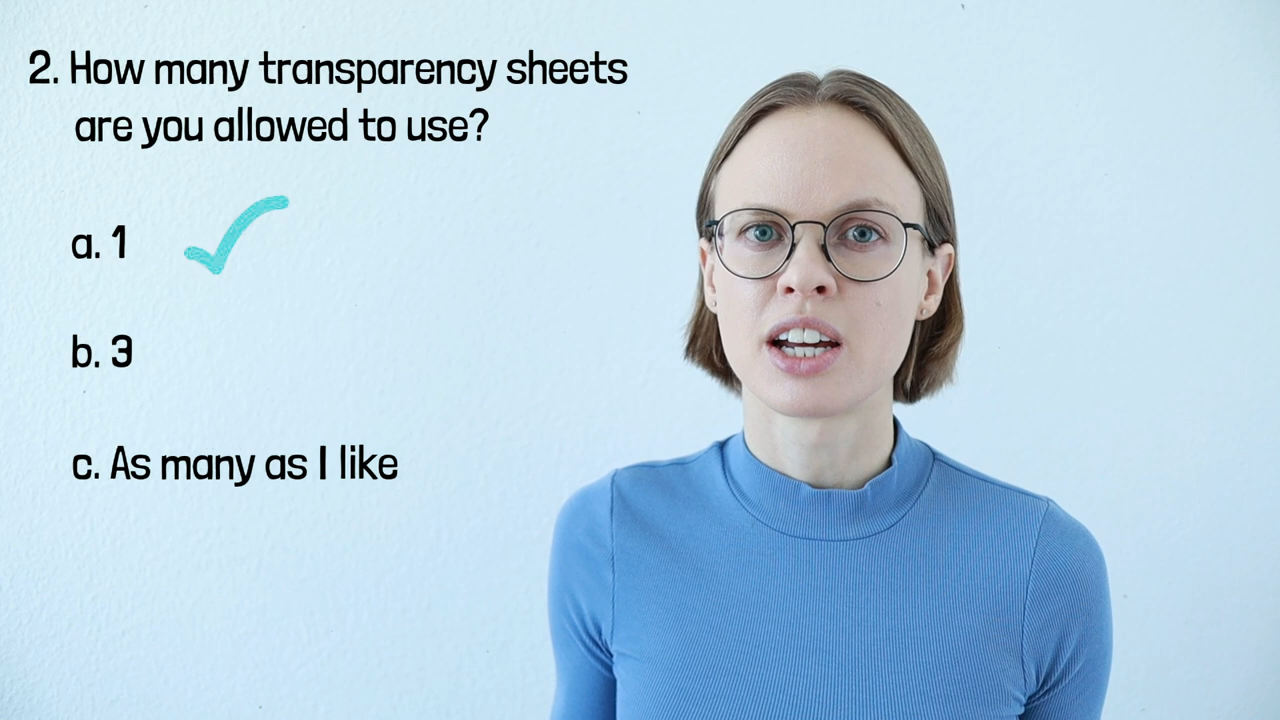 2. How many transparency sheets
are you allowed to use?
a. 1
b. 3
c. As many as I like